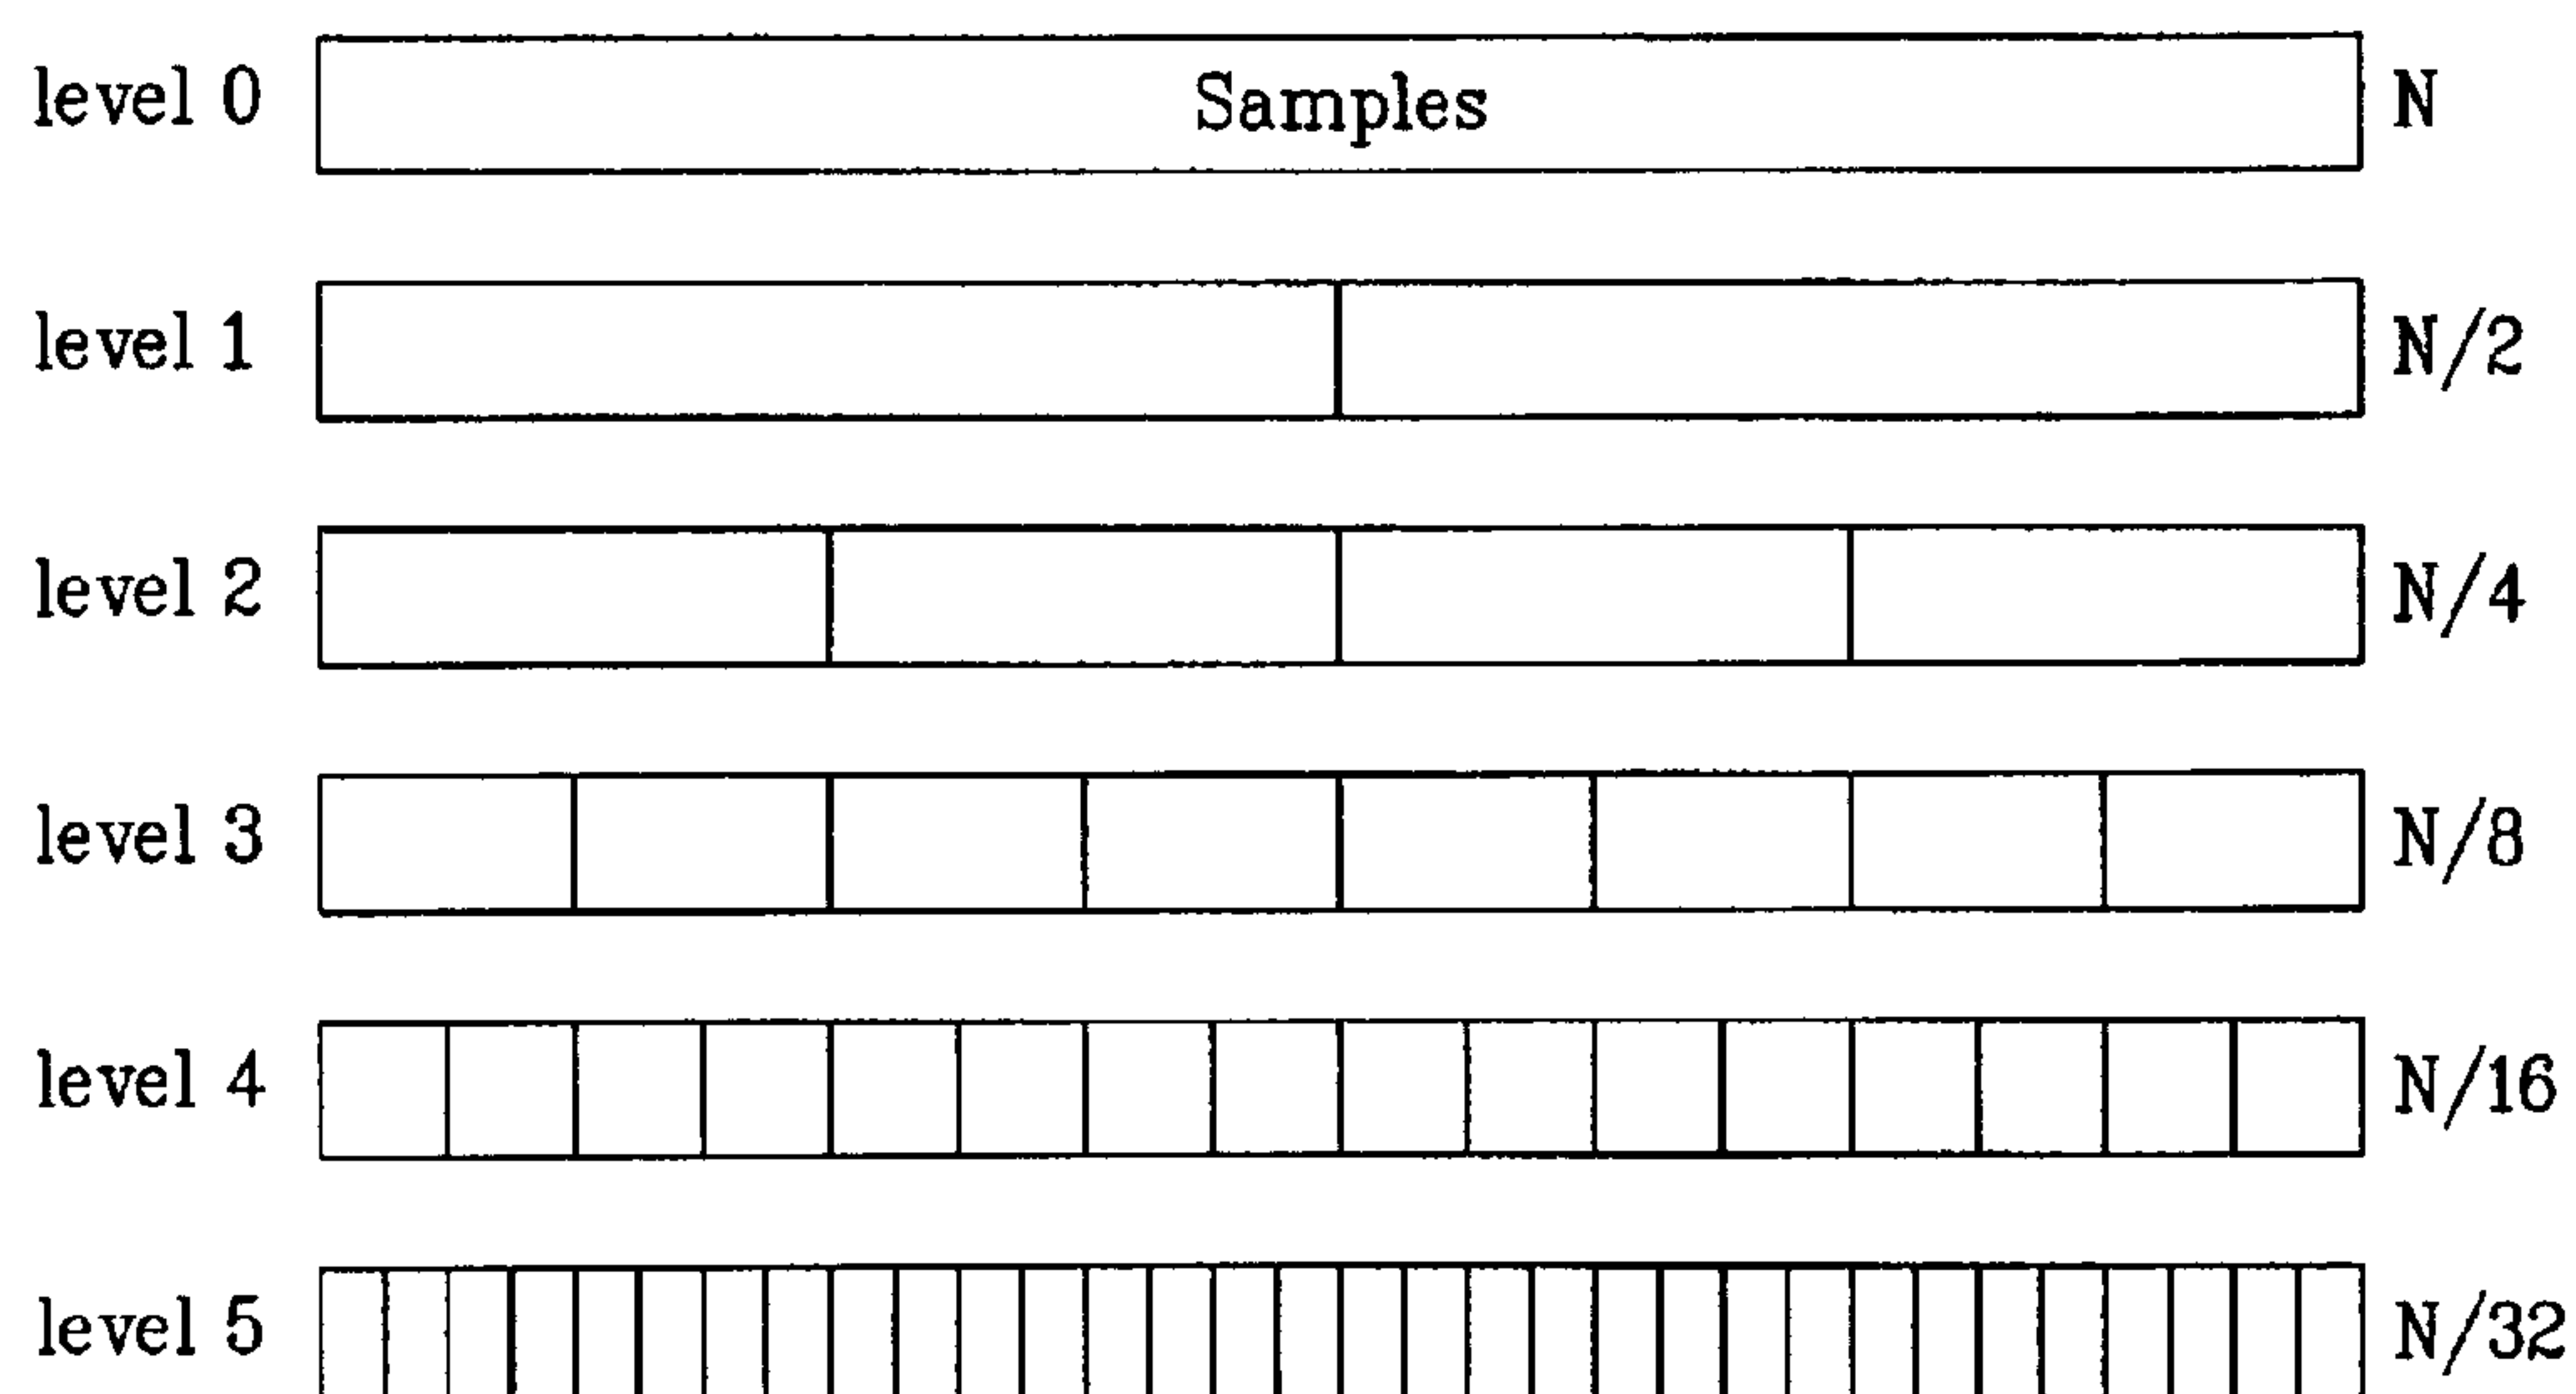 level 0 Samples N
level 1 N/2
level 2 N/4
level 3 N/8
level 4 N/16
level 5 N/32